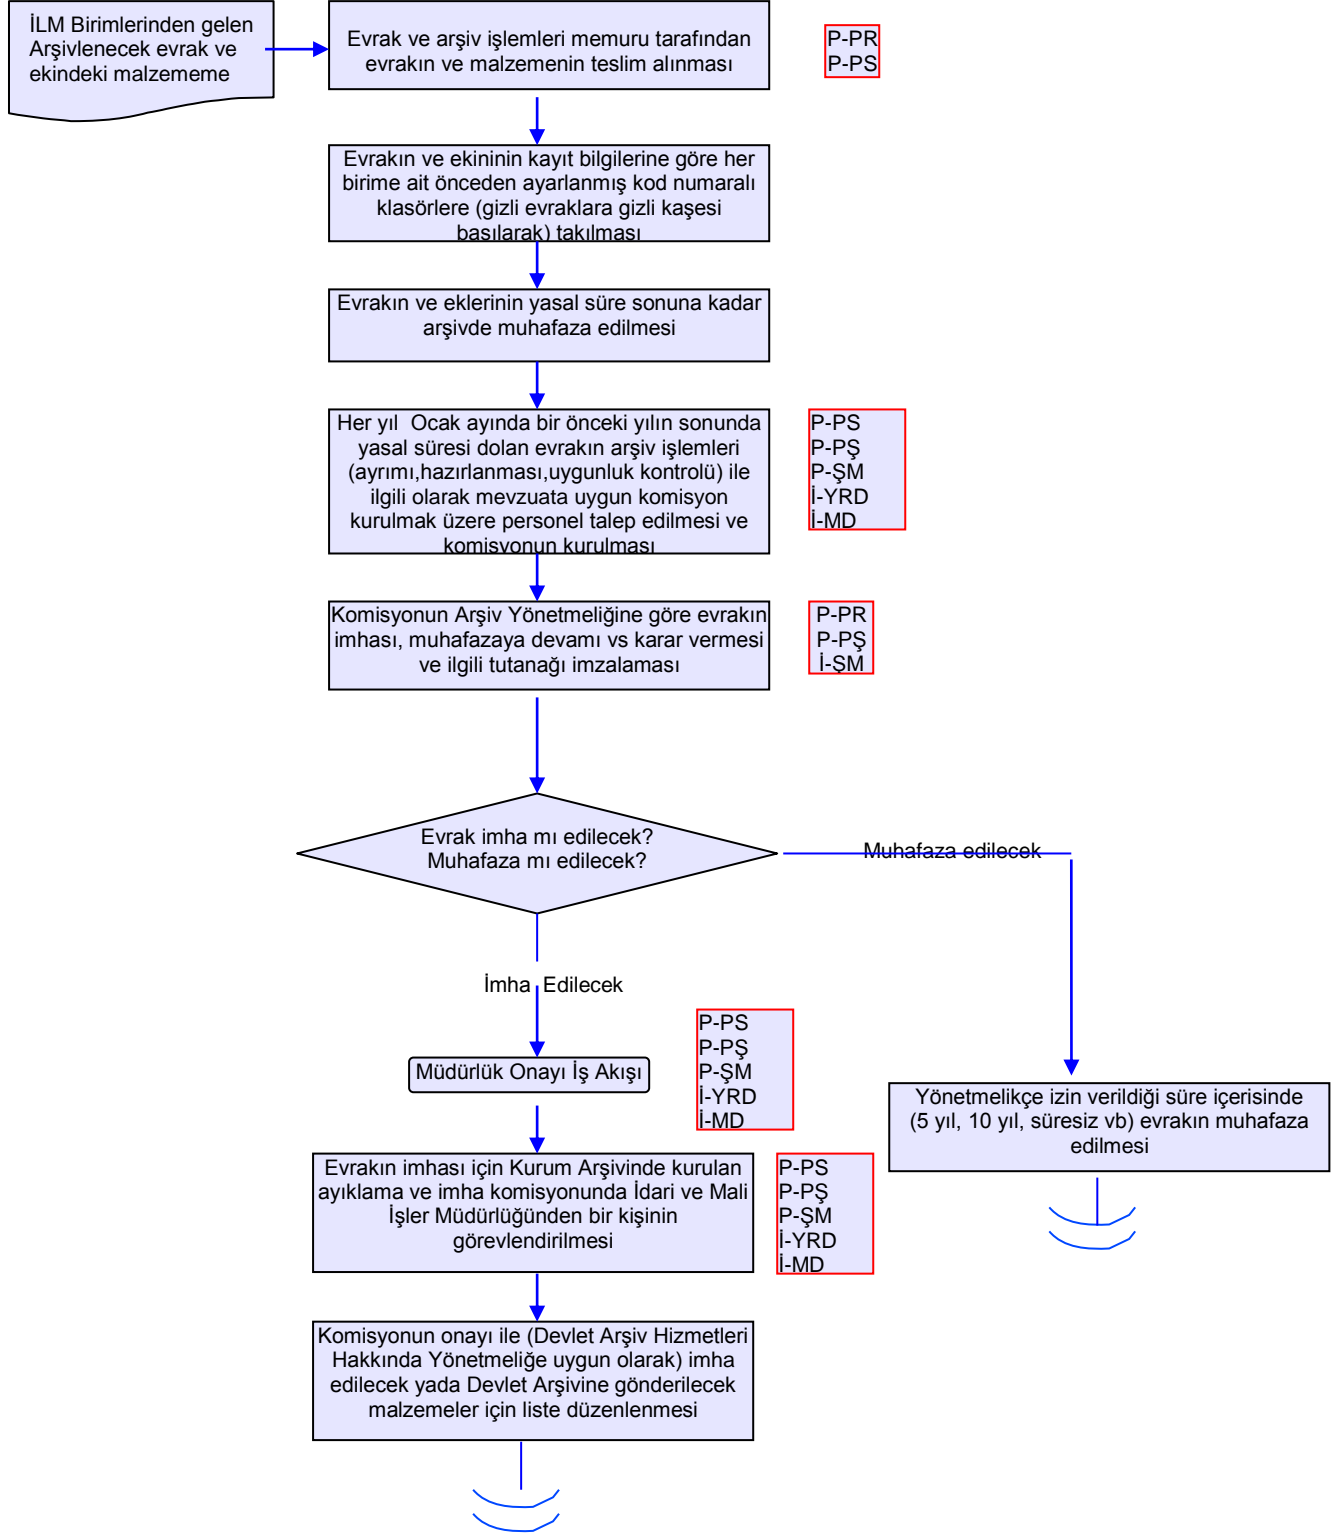 İLM Birimlerinden gelen
Arşivlenecek evrak ve
ekindeki malzememe
Evrak ve arşiv işlemleri memuru tarafından
evrakın ve malzemenin teslim alınması
P-PR
P-PS
Evrakın ve ekininin kayıt bilgilerine göre her
birime ait önceden ayarlanmış kod numaralı
klasörlere (gizli evraklara gizli kaşesi
basılarak) takılması
Evrakın ve eklerinin yasal süre sonuna kadar
arşivde muhafaza edilmesi
Her yıl  Ocak ayında bir önceki yılın sonunda
yasal süresi dolan evrakın arşiv işlemleri
(ayrımı,hazırlanması,uygunluk kontrolü) ile
ilgili olarak mevzuata uygun komisyon
kurulmak üzere personel talep edilmesi ve
komisyonun kurulması
P-PS
P-PŞ
P-ŞM
İ-YRD
İ-MD
Komisyonun Arşiv Yönetmeliğine göre evrakın
imhası, muhafazaya devamı vs karar vermesi
ve ilgili tutanağı imzalaması
P-PR
P-PŞ
İ-ŞM
Evrak imha mı edilecek?
Muhafaza mı edilecek?
Muhafaza edilecek
İmha  Edilecek
P-PS
P-PŞ
P-ŞM
İ-YRD
İ-MD
Müdürlük Onayı İş Akışı
Yönetmelikçe izin verildiği süre içerisinde
(5 yıl, 10 yıl, süresiz vb) evrakın muhafaza
edilmesi
Evrakın imhası için Kurum Arşivinde kurulan
ayıklama ve imha komisyonunda İdari ve Mali
İşler Müdürlüğünden bir kişinin
görevlendirilmesi
P-PS
P-PŞ
P-ŞM
İ-YRD
İ-MD
Komisyonun onayı ile (Devlet Arşiv Hizmetleri
Hakkında Yönetmeliğe uygun olarak) imha
edilecek yada Devlet Arşivine gönderilecek
malzemeler için liste düzenlenmesi